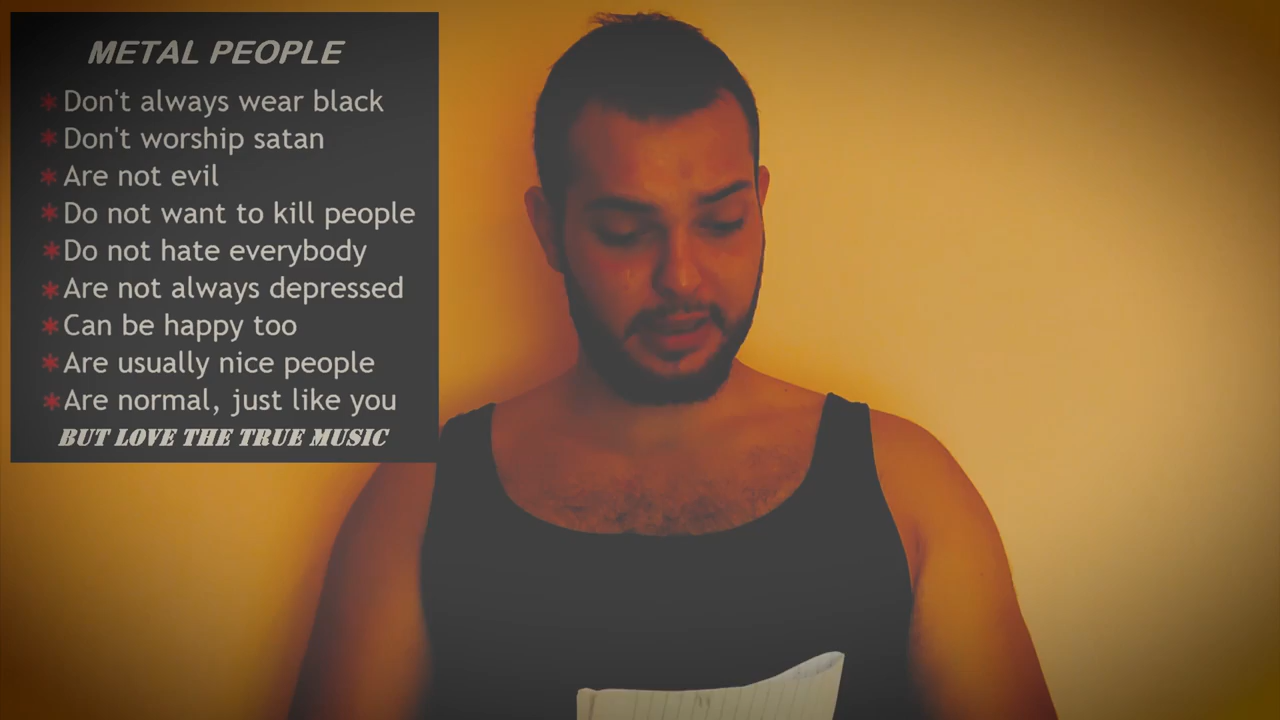 METAL PEOPLE
* Don't always wear black
* Don't worship satan
* Are not evil
* Do not want to kill people
* Do not hate everybody
* Are not always depressed
* Can be happy too
* Are usually nice people
* Are normal, just like you
BUT LOVE THE TRUE MUSIC